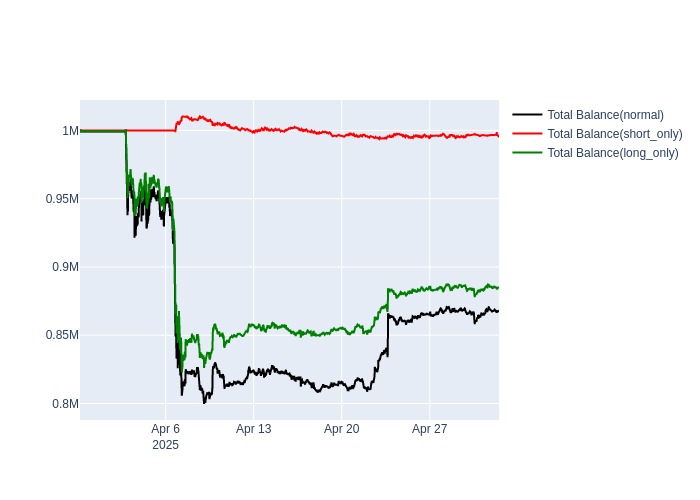 Total Balance(normal)
Total Balance(short_only)
Total Balance(long_only)
1M
0.95M
0.9M
0.85M
0.8M
Apr 6
2025
Apr 13
Apr 20
Apr 27